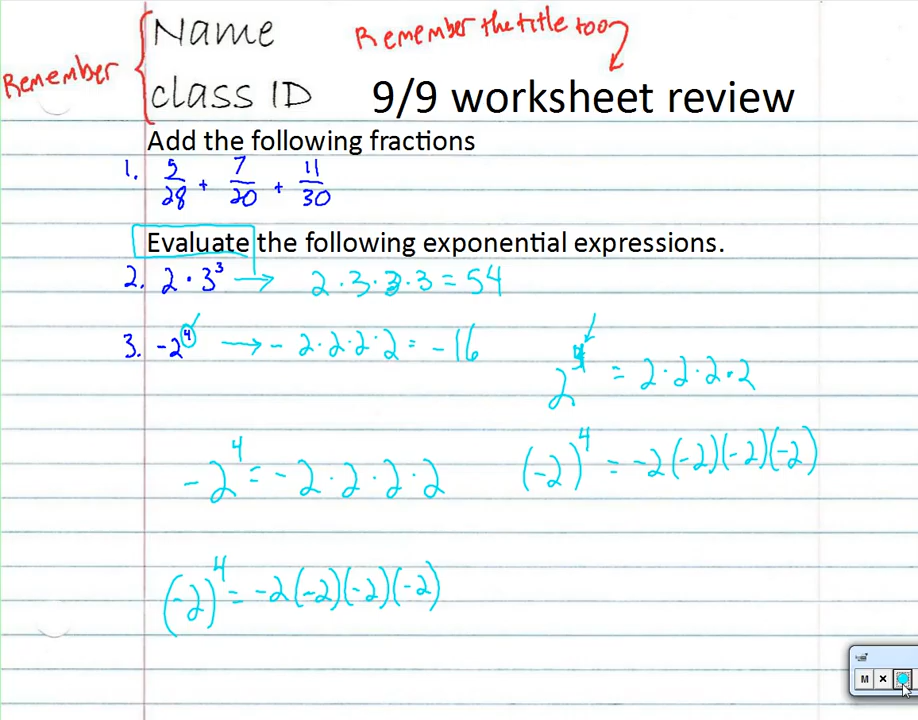 Name
Remember the title too
Remember
class ID
9/9 worksheet review
Add the following fractions
1. 5/28 + 7/20 + 11/30
Evaluate the following exponential expressions.
2. 2 · 3³ → 2 · 3 · 3 · 3 = 54
3. -2⁴ → - 2 · 2 · 2 · 2 = -16
2⁴ = 2 · 2 · 2 · 2
-2⁴ = -2 · 2 · 2 · 2
(-2)⁴ = -2(-2)(-2)(-2)
(-2)⁴ = -2(-2)(-2)(-2)
M ×